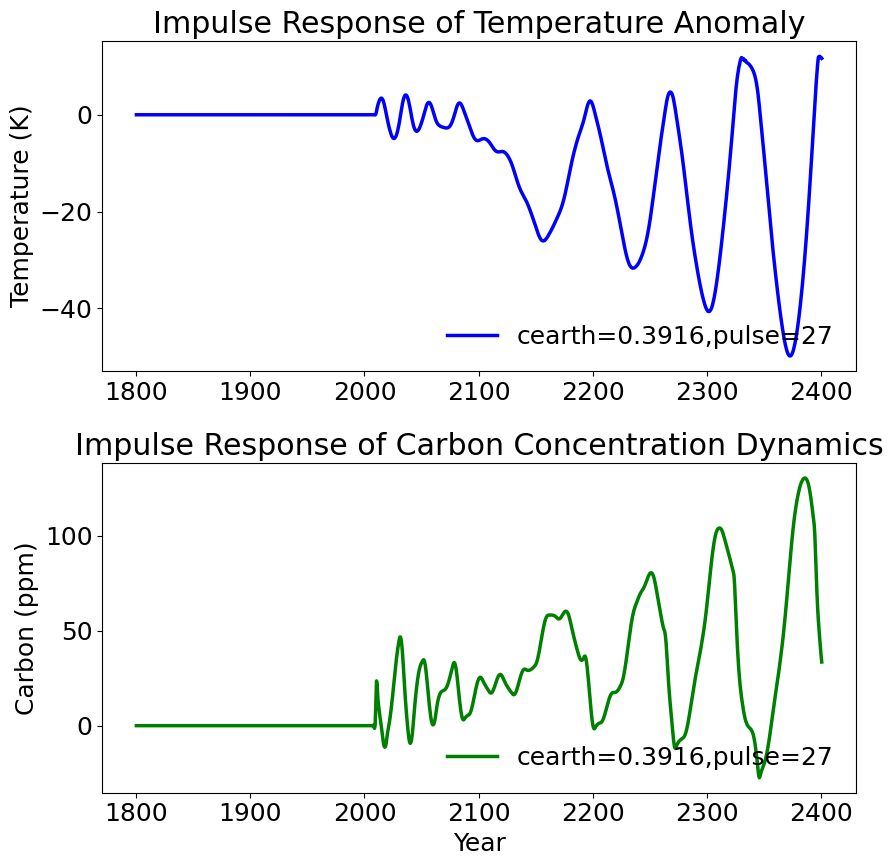 Impulse Response of Temperature Anomaly
Temperature (K)
0
−20
−40
cearth=0.3916,pulse=27
1800 1900 2000 2100 2200 2300 2400
Impulse Response of Carbon Concentration Dynamics
Carbon (ppm)
100
50
0
cearth=0.3916,pulse=27
1800 1900 2000 2100 2200 2300 2400
Year